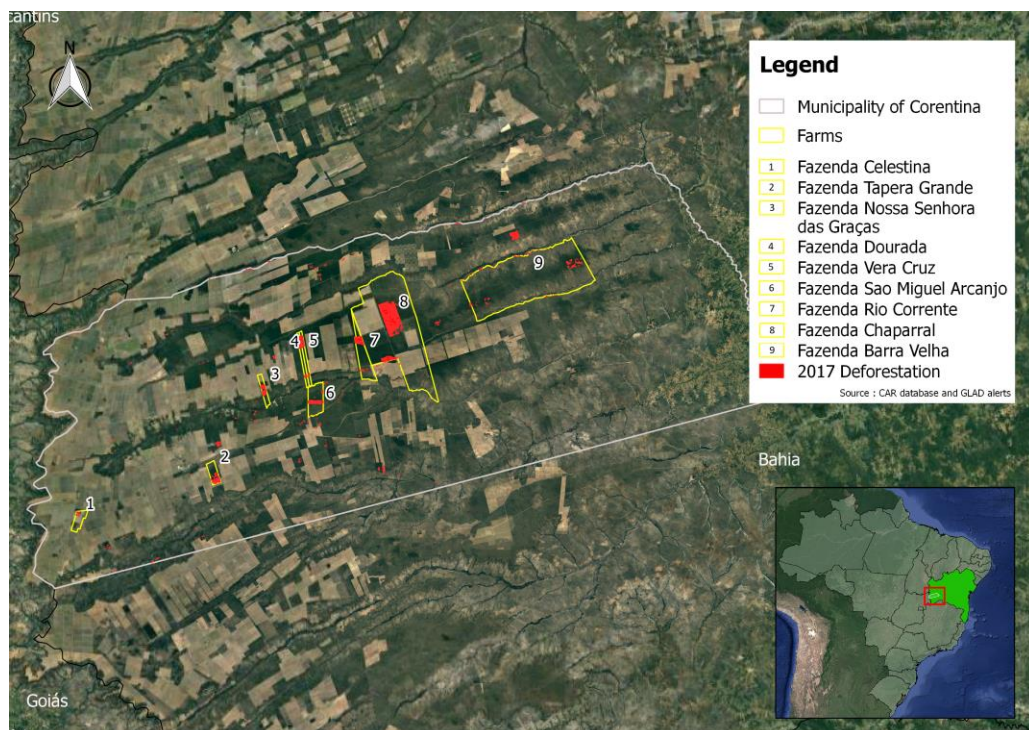 cantins
N
Legend
Municipality of Corentina
Farms
1 Fazenda Celestina
2 Fazenda Tapera Grande
3 Fazenda Nossa Senhora
das Graças
4 Fazenda Dourada
5 Fazenda Vera Cruz
6 Fazenda Sao Miguel Arcanjo
7 Fazenda Rio Corrente
8 Fazenda Chaparral
9 Fazenda Barra Velha
2017 Deforestation
Source : CAR database and GLAD alerts
9
8
4 5
7
3
6
2
1
Bahia
Goiás